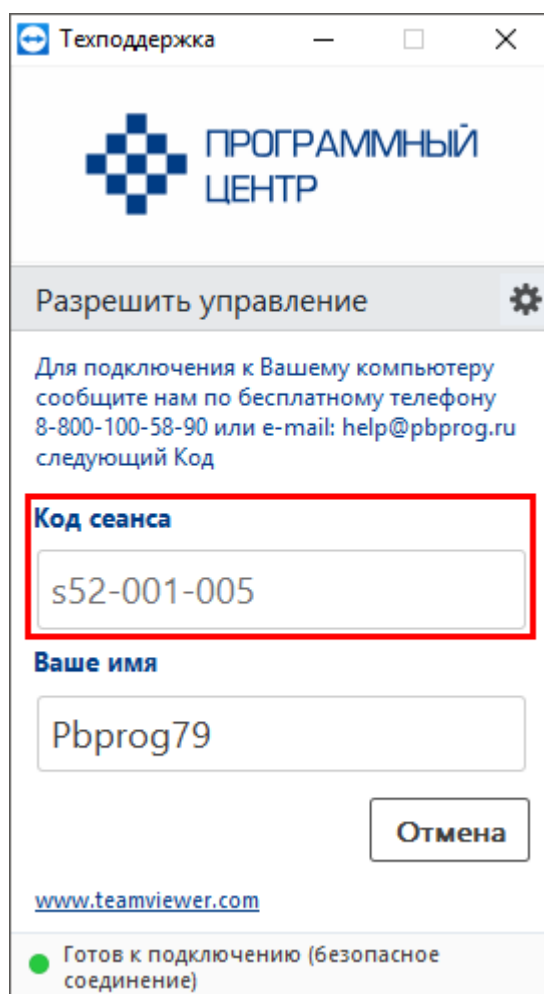 Техподдержка
ПРОГРАММНЫЙ
ЦЕНТР
Разрешить управление
Для подключения к Вашему компьютеру
сообщите нам по бесплатному телефону
8-800-100-58-90 или e-mail: help@pbprog.ru
следующий Код
Код сеанса
s52-001-005
Ваше имя
Pbprog79
Отмена
www.teamviewer.com
Готов к подключению (безопасное
соединение)